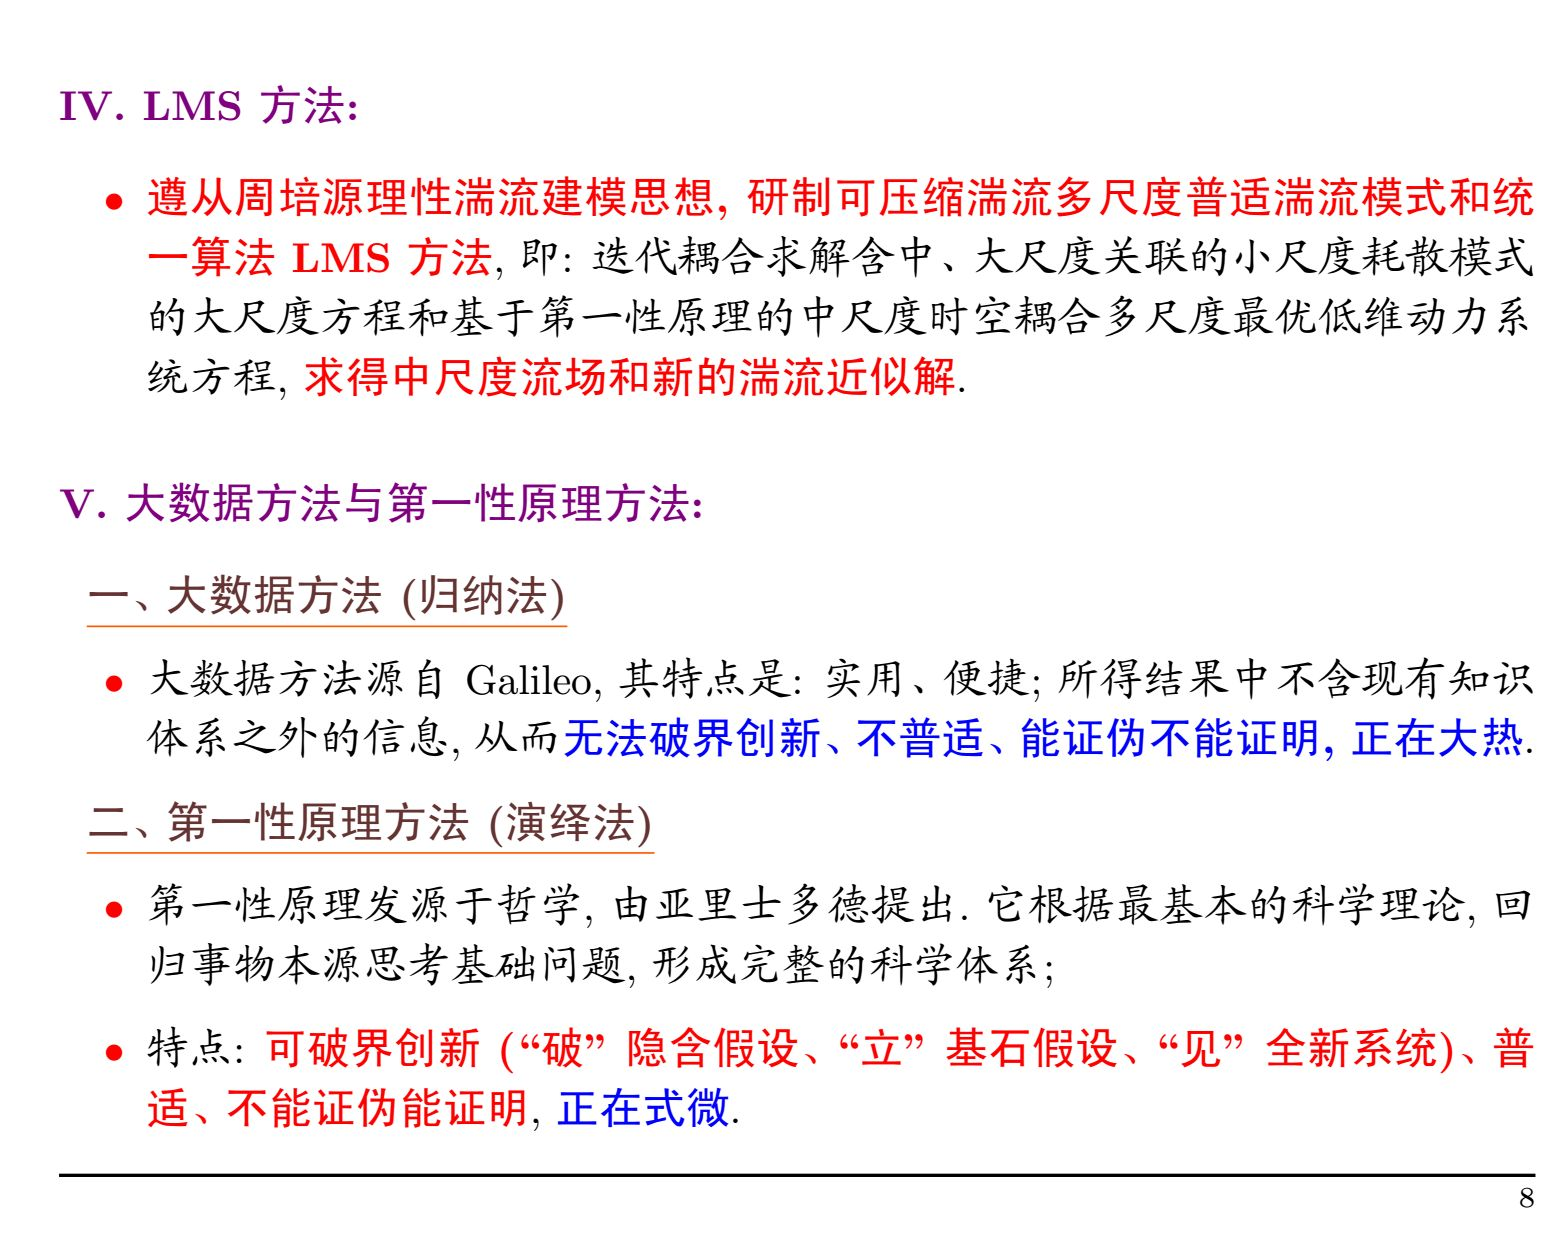 IV. LMS 方法:
• 遵从周培源理性湍流建模思想, 研制可压缩湍流多尺度普适湍流模式和统
一算法 LMS 方法, 即: 迭代耦合求解含中、大尺度关联的小尺度耗散模式
的大尺度方程和基于第一性原理的中尺度时空耦合多尺度最优低维动力系
统方程, 求得中尺度流场和新的湍流近似解.
V. 大数据方法与第一性原理方法:
一、大数据方法 (归纳法)
• 大数据方法源自 Galileo, 其特点是: 实用、便捷; 所得结果中不含现有知识
体系之外的信息, 从而无法破界创新、不普适、能证伪不能证明, 正在大热.
二、第一性原理方法 (演绎法)
• 第一性原理发源于哲学, 由亚里士多德提出. 它根据最基本的科学理论, 回
归事物本源思考基础问题, 形成完整的科学体系;
• 特点: 可破界创新 (“破” 隐含假设、“立” 基石假设、“见” 全新系统)、普
适、不能证伪能证明, 正在式微.
8